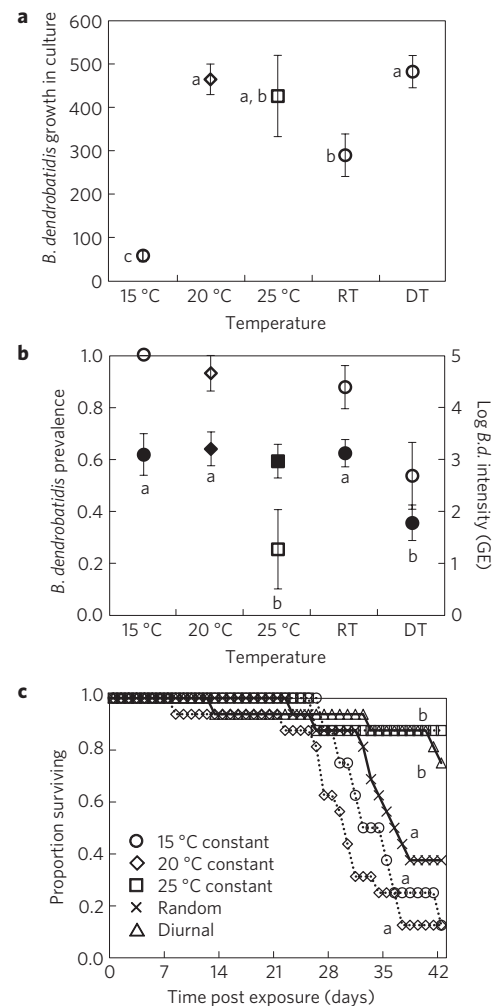 a
600
500
400
300
200
100
0
B. dendrobatidis growth in culture
c
a
a, b
b
a
15 °C 20 °C 25 °C RT DT
Temperature
b
1.0
0.8
0.6
0.4
0.2
0.0
B. dendrobatidis prevalence
5
4
3
2
1
0
Log B.d. intensity (GE)
a
a
b
a
b
15 °C 20 °C 25 °C RT DT
Temperature
c
1.0
0.8
0.6
0.4
0.2
0.0
Proportion surviving
b
b
a
a
a
15 °C constant
20 °C constant
25 °C constant
Random
Diurnal
0 7 14 21 28 35 42
Time post exposure (days)